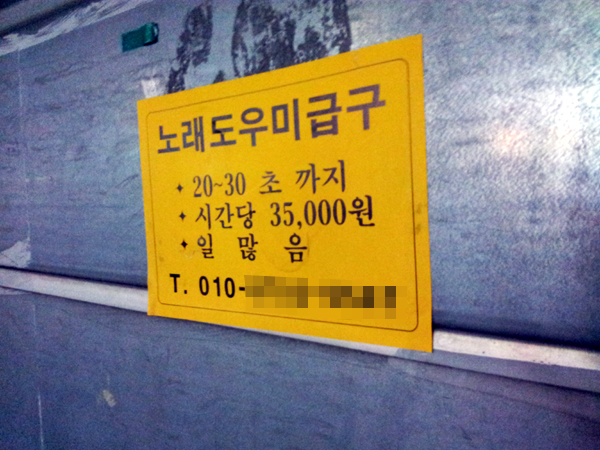 노래도우미급구
✦ 20~30 초 까지
✦ 시간당 35,000원
✦ 일 많 음
T. 010-